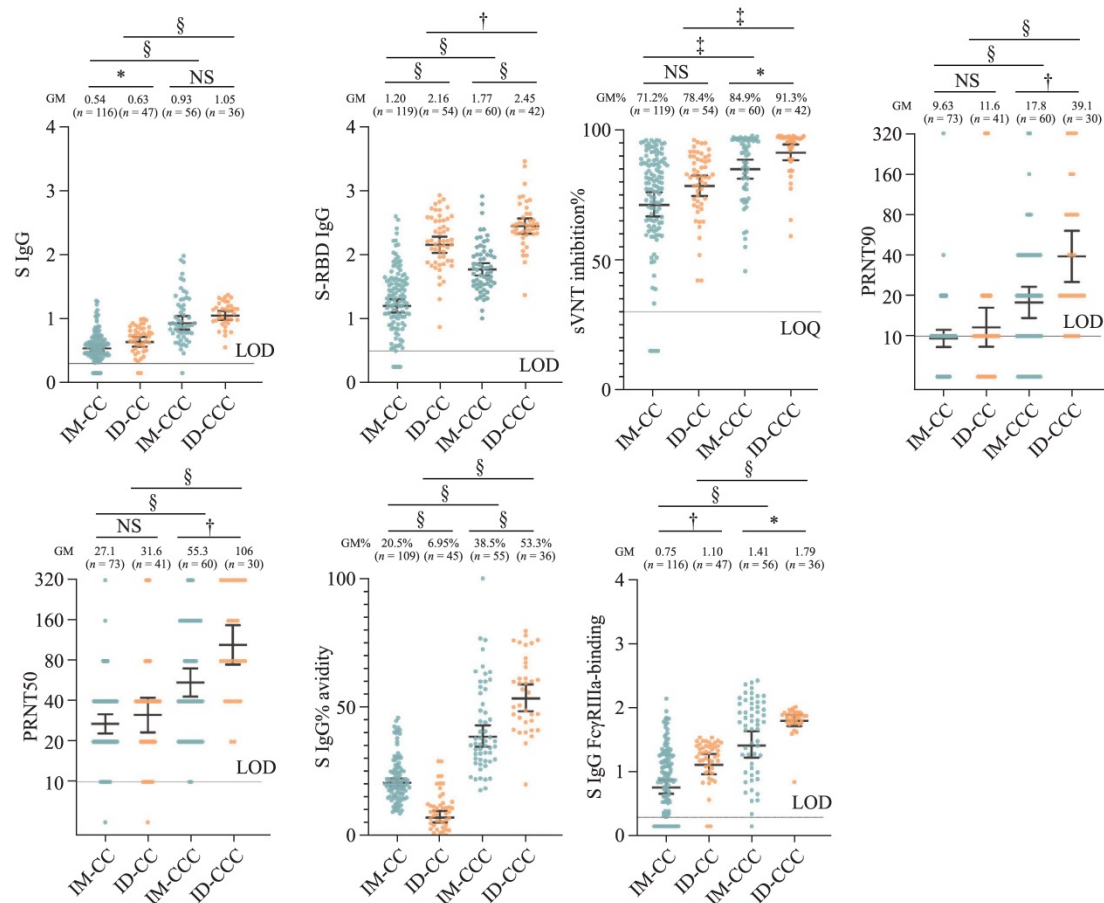 §
§
* NS
GM 0.54 0.63 0.93 1.05
(n = 116) (n = 47) (n = 56) (n = 36)
4
3
2
1
0
S IgG
LOD
IM-CC ID-CC IM-CCC ID-CCC
†
§
§ §
GM 1.20 2.16 1.77 2.45
(n = 119) (n = 54) (n = 60) (n = 42)
4
3
2
1
0
S-RBD IgG
LOD
IM-CC ID-CC IM-CCC ID-CCC
‡
‡
NS *
GM% 71.2% 78.4% 84.9% 91.3%
(n = 119) (n = 54) (n = 60) (n = 42)
100
50
0
sVNT inhibition%
LOQ
IM-CC ID-CC IM-CCC ID-CCC
§
§
NS †
GM 9.63 11.6 17.8 39.1
(n = 73) (n = 41) (n = 60) (n = 30)
320
160
80
40
20
10
PRNT90
LOD
IM-CC ID-CC IM-CCC ID-CCC
§
§
NS †
GM 27.1 31.6 55.3 106
(n = 73) (n = 41) (n = 60) (n = 30)
320
160
80
40
20
10
PRNT50
LOD
IM-CC ID-CC IM-CCC ID-CCC
§
§
§ §
GM% 20.5% 6.95% 38.5% 53.3%
(n = 109) (n = 45) (n = 55) (n = 36)
100
50
0
S IgG% avidity
IM-CC ID-CC IM-CCC ID-CCC
§
§
† *
GM 0.75 1.10 1.41 1.79
(n = 116) (n = 47) (n = 56) (n = 36)
4
3
2
1
0
S IgG FcγRIIIa-binding
LOD
IM-CC ID-CC IM-CCC ID-CCC